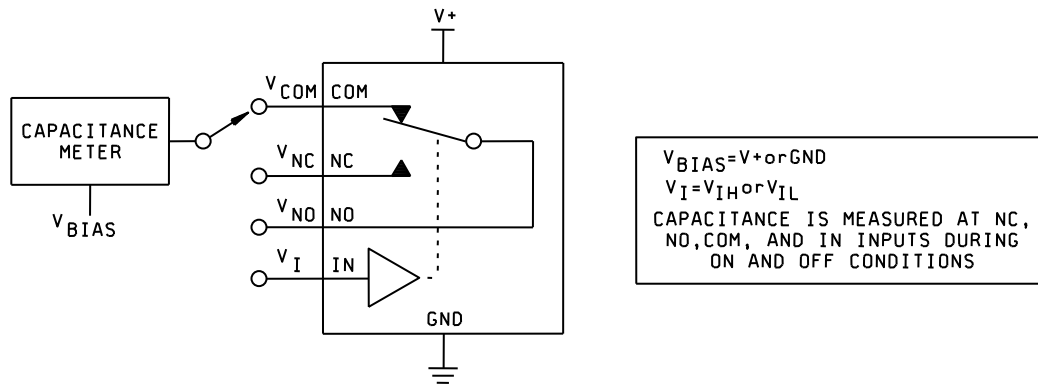 V+
V COM COM
CAPACITANCE
METER
V NC NC
V BIAS
V NO NO
V I IN
GND
V BIAS=V+orGND
V I=V IH or V IL
CAPACITANCE IS MEASURED AT NC,
NO,COM, AND IN INPUTS DURING
ON AND OFF CONDITIONS